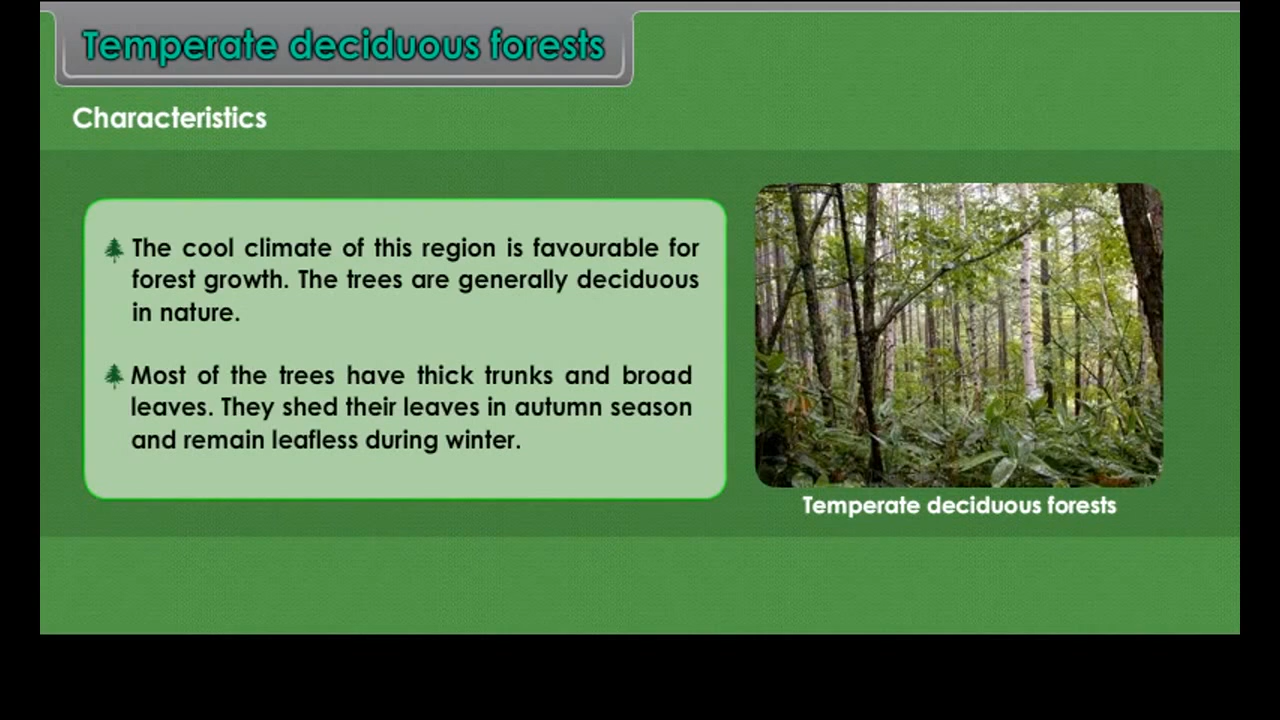 Temperate deciduous forests
Characteristics
The cool climate of this region is favourable for
forest growth. The trees are generally deciduous
in nature.
Most of the trees have thick trunks and broad
leaves. They shed their leaves in autumn season
and remain leafless during winter.
Temperate deciduous forests